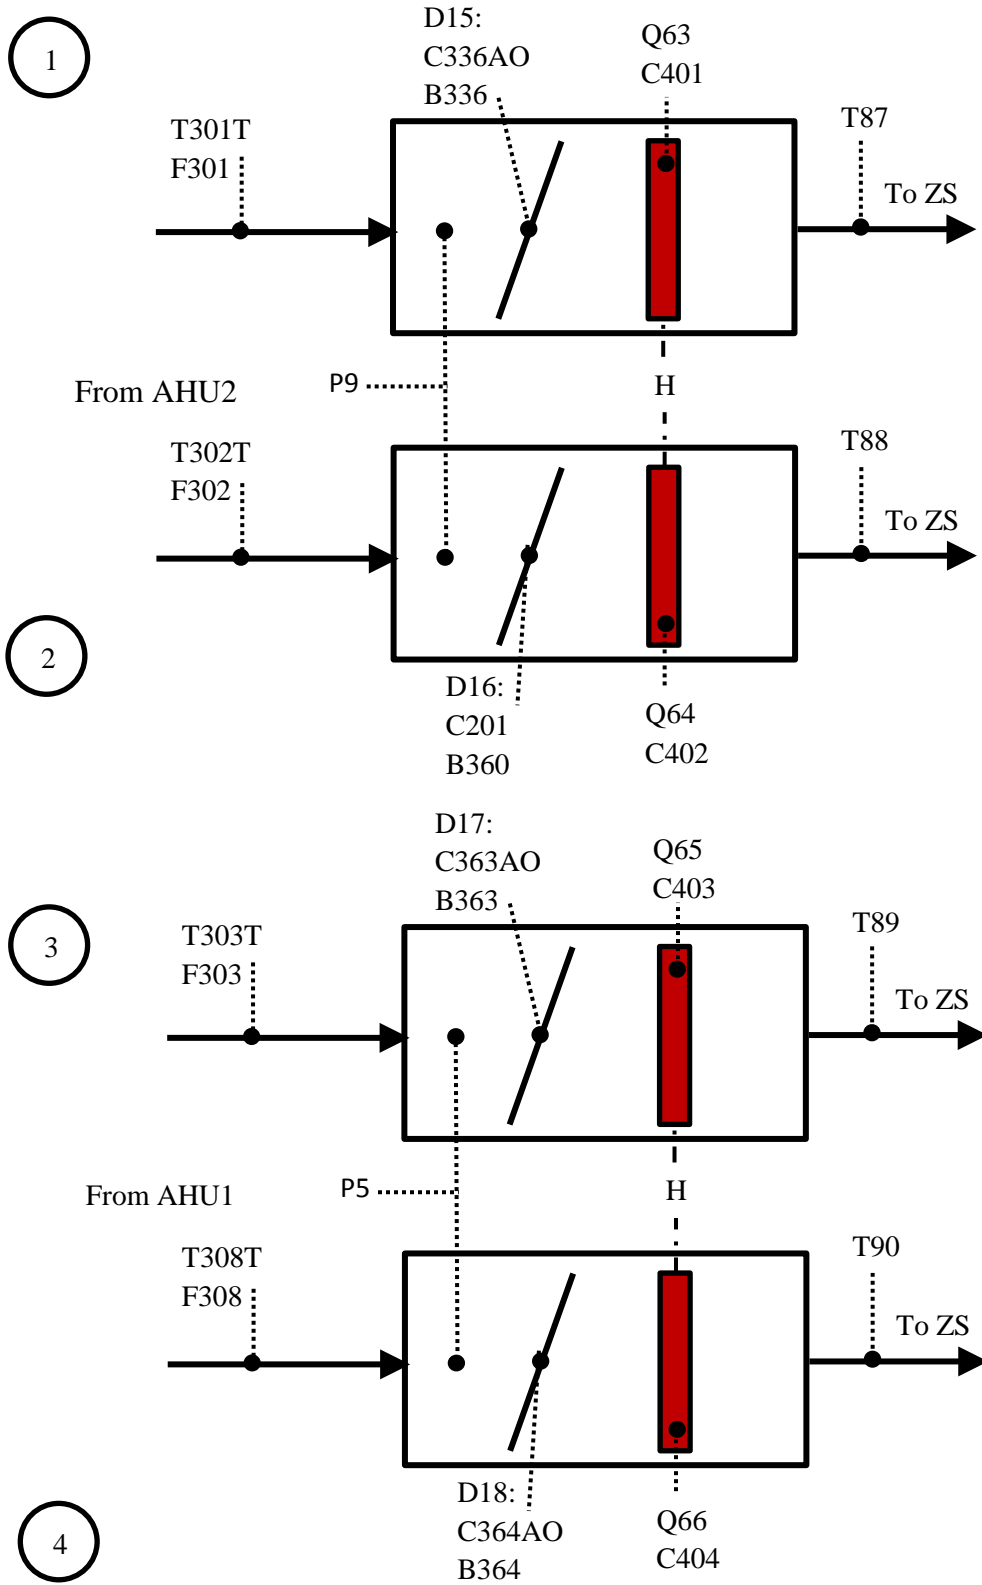 1
D15:
C336AO
B336
Q63
C401
T301T
F301
T87
To ZS
From AHU2
P9
H
T302T
F302
T88
To ZS
2
D16:
C201
B360
Q64
C402
D17:
C363AO
B363
Q65
C403
3
T303T
F303
T89
To ZS
From AHU1
P5
H
T308T
F308
T90
To ZS
D18:
C364AO
B364
Q66
C404
4